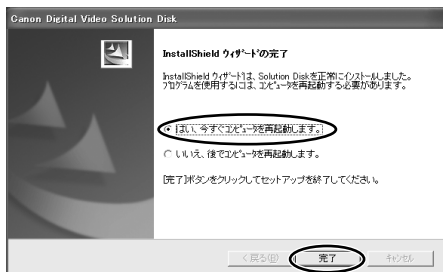 Canon Digital Video Solution Disk
InstallShield ウィザードの完了
InstallShield ウィザードは、Solution Diskを正常にインストールしました。
プログラムを使用するには、コンピュータを再起動する必要があります。
はい、今すぐコンピュータを再起動します。
いいえ、後でコンピュータを再起動します。
[完了]ボタンをクリックしてセットアップを終了してください。
< 戻る(B)
完了
キャンセル